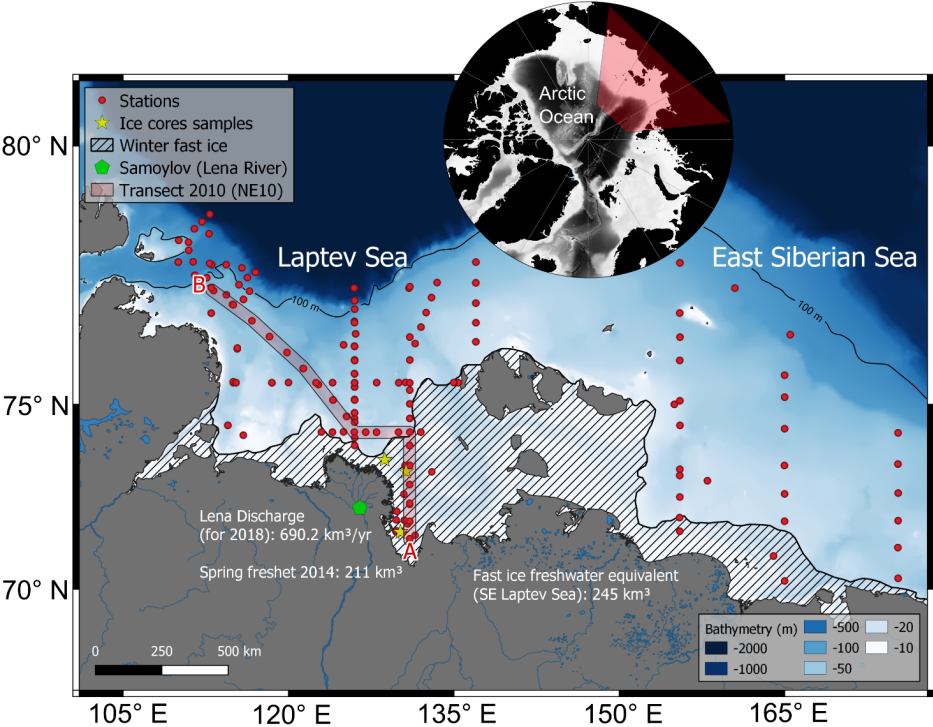 Arctic
Ocean
Stations
Ice cores samples
Winter fast ice
Samoylov (Lena River)
Transect 2010 (NE10)
80° N
75° N
70° N
Laptev Sea
East Siberian Sea
B
100 m
100 m
Lena Discharge
(for 2018): 690.2 km³/yr
A
Spring freshet 2014: 211 km³
Fast ice freshwater equivalent
(SE Laptev Sea): 245 km³
0 250 500 km
Bathymetry (m)
-2000
-1000
-500
-100
-50
-20
-10
105° E 120° E 135° E 150° E 165° E